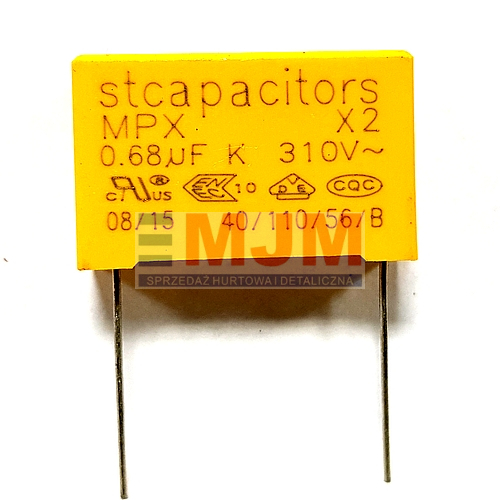 stcapacitors
MPX X2
0.68µF K 310V~
c UR ® US ENEC 10 VDE CQC
08/15 40/110/56/B
MJM
SPRZEDAŻ HURTOWA I DETALICZNA